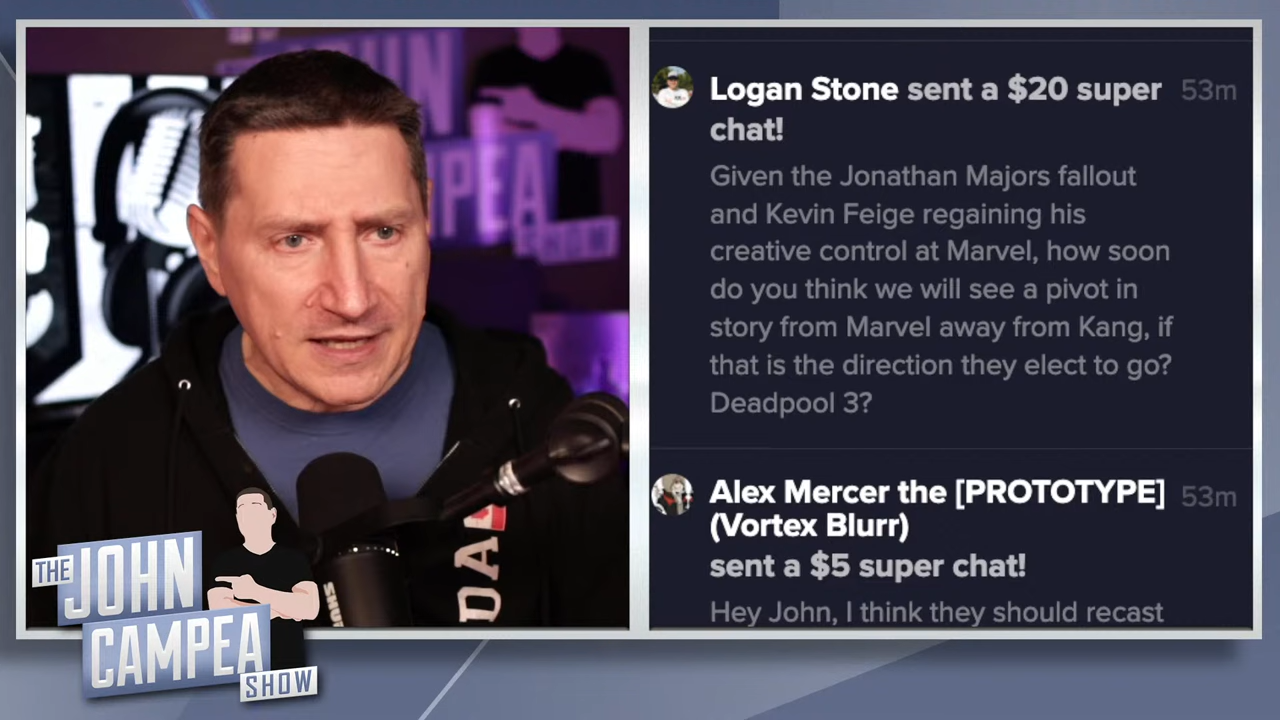 Logan Stone sent a $20 super
53m
chat!
Given the Jonathan Majors fallout
and Kevin Feige regaining his
creative control at Marvel, how soon
do you think we will see a pivot in
story from Marvel away from Kang, if
that is the direction they elect to go?
Deadpool 3?
Alex Mercer the [PROTOTYPE]
53m
(Vortex Blurr)
sent a $5 super chat!
Hey John, I think they should recast
THE
JOHN
CAMPEA
SHOW